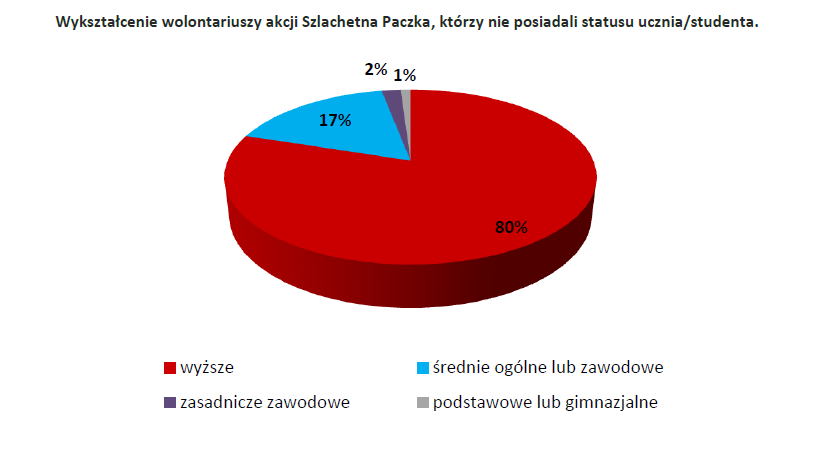 Wykształcenie wolontariuszy akcji Szlachetna Paczka, którzy nie posiadali statusu ucznia/studenta.
2% 1%
17%
80%
wyższe
średnie ogólne lub zawodowe
zasadnicze zawodowe
podstawowe lub gimnazjalne